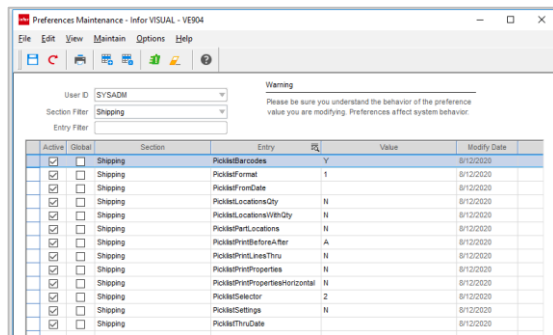 infor Preferences Maintenance - Infor VISUAL - VE904
File Edit View Maintain Options Help
User ID SYSADM
Section Filter Shipping
Entry Filter
Warning
Please be sure you understand the behavior of the preference
value you are modifying. Preferences affect system behavior.
Active Global Section Entry Value Modify Date
Shipping PicklistBarcodes Y 8/12/2020
Shipping PicklistFormat 1 8/12/2020
Shipping PicklistFromDate 8/12/2020
Shipping PicklistLocationsQty N 8/12/2020
Shipping PicklistLocationsWithQty N 8/12/2020
Shipping PicklistPartLocations N 8/12/2020
Shipping PicklistPrintBeforeAfter A 8/12/2020
Shipping PicklistPrintLinesThru N 8/12/2020
Shipping PicklistPrintProperties N 8/12/2020
Shipping PicklistPrintPropertiesHorizontal N 8/12/2020
Shipping PicklistSelector 2 8/12/2020
Shipping PicklistSettings N 8/12/2020
Shipping PicklistThruDate 8/12/2020